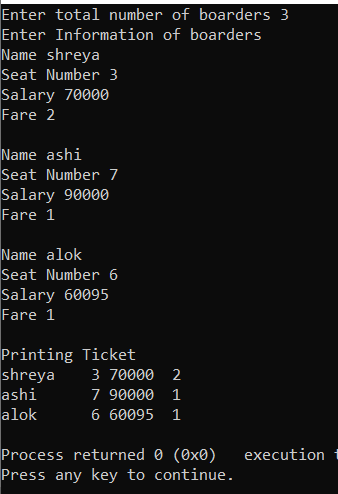 Enter total number of boarders 3
Enter Information of boarders
Name shreya
Seat Number 3
Salary 70000
Fare 2
Name ashi
Seat Number 7
Salary 90000
Fare 1
Name alok
Seat Number 6
Salary 60095
Fare 1
Printing Ticket
shreya    3 70000  2
ashi      7 90000  1
alok      6 60095  1
Process returned 0 (0x0)   execution
Press any key to continue.